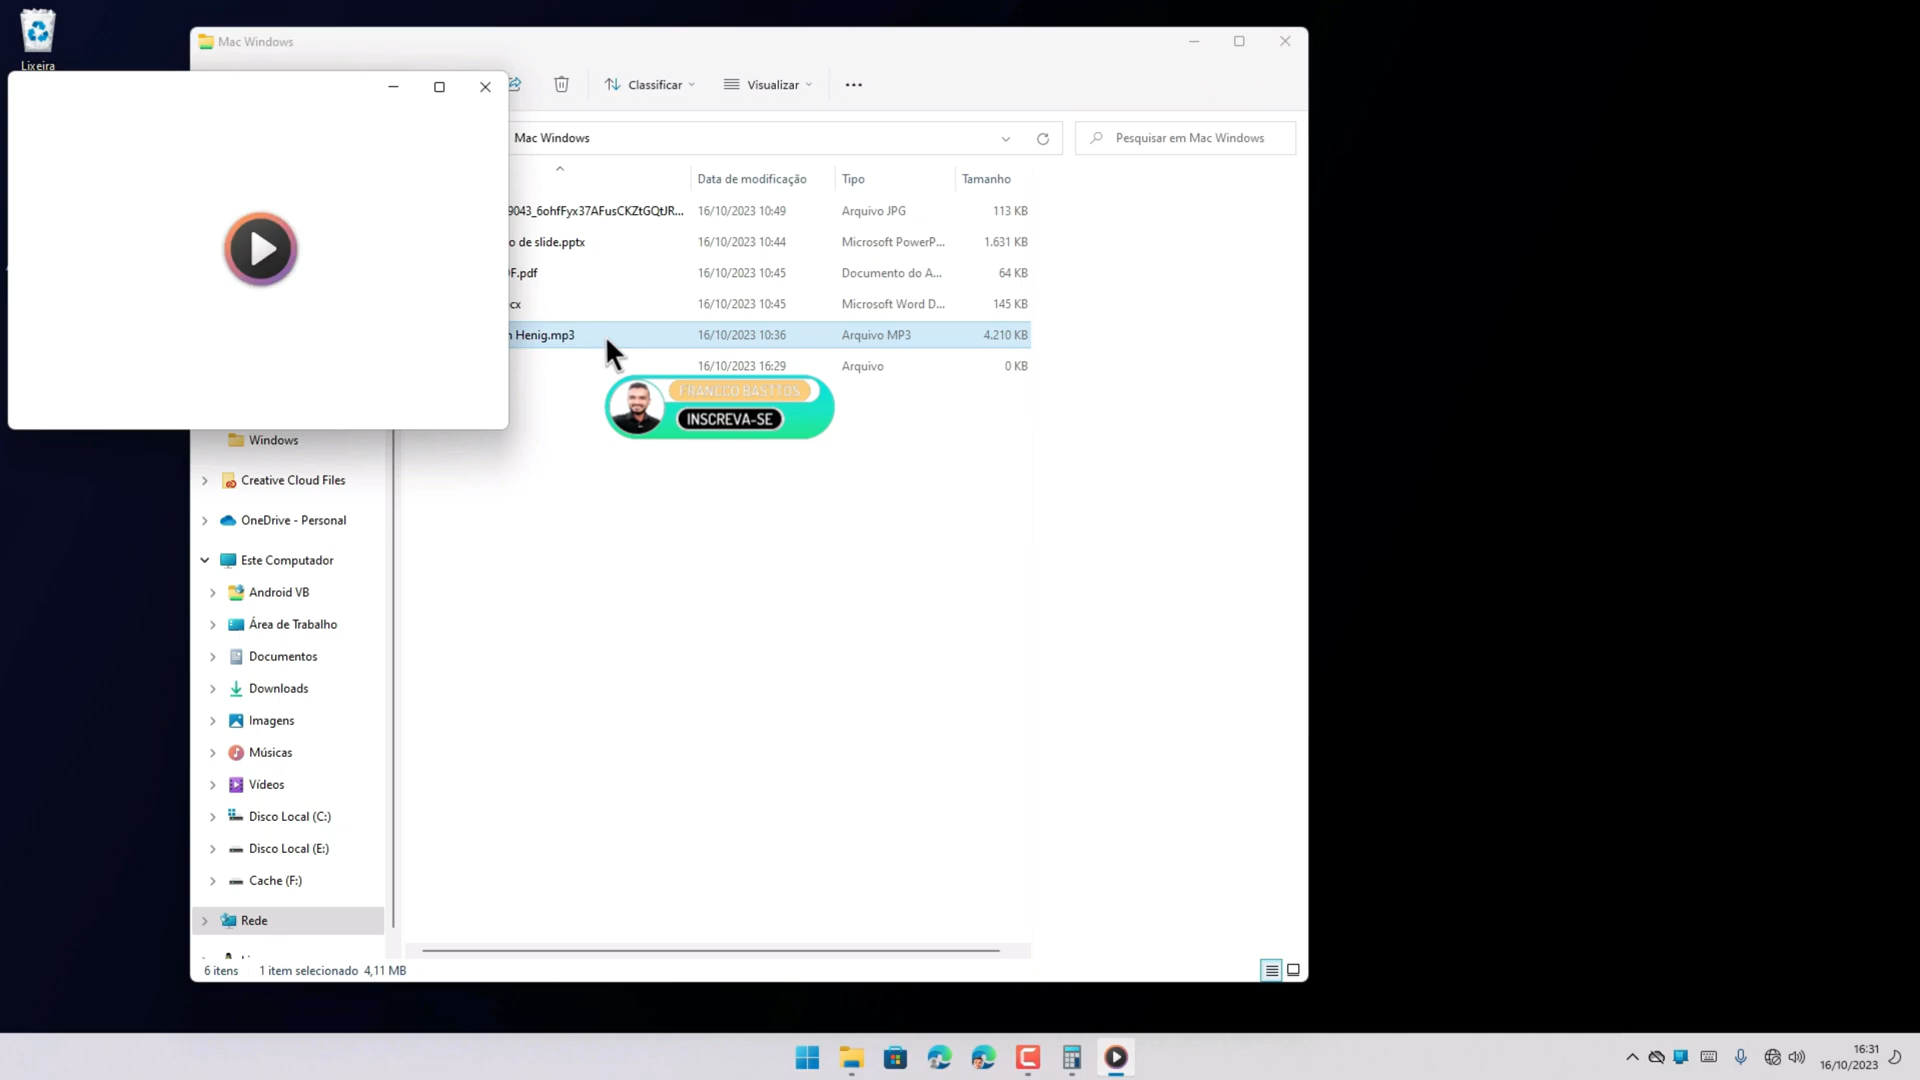 Lixeira
Mac Windows
Classificar
Visualizar
Mac Windows
Pesquisar em Mac Windows
Data de modificação
Tipo
Tamanho
9043_6ohfFyx37AFusCKZtGQtJR...
16/10/2023 10:49
Arquivo JPG
113 KB
o de slide.pptx
16/10/2023 10:44
Microsoft PowerP...
1.631 KB
F.pdf
16/10/2023 10:45
Documento do A...
64 KB
cx
16/10/2023 10:45
Microsoft Word D...
145 KB
n Henig.mp3
16/10/2023 10:36
Arquivo MP3
4.210 KB
16/10/2023 16:29
Arquivo
0 KB
FRANECO BASTTOS
INSCREVA-SE
Windows
Creative Cloud Files
OneDrive - Personal
Este Computador
Android VB
Área de Trabalho
Documentos
Downloads
Imagens
Músicas
Vídeos
Disco Local (C:)
Disco Local (E:)
Cache (F:)
Rede
6 itens
1 item selecionado 4,11 MB
16:31
16/10/2023